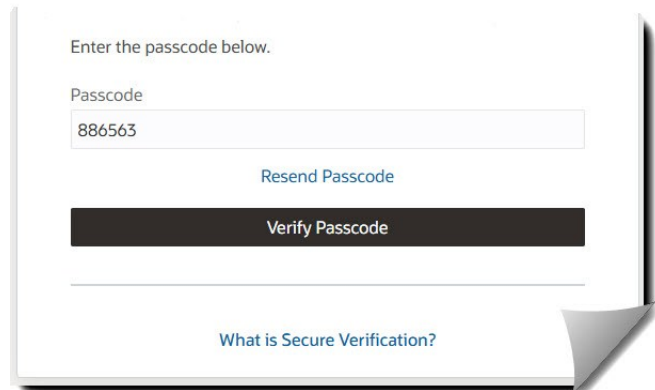 Enter the passcode below.
Passcode
886563
Resend Passcode
Verify Passcode
What is Secure Verification?